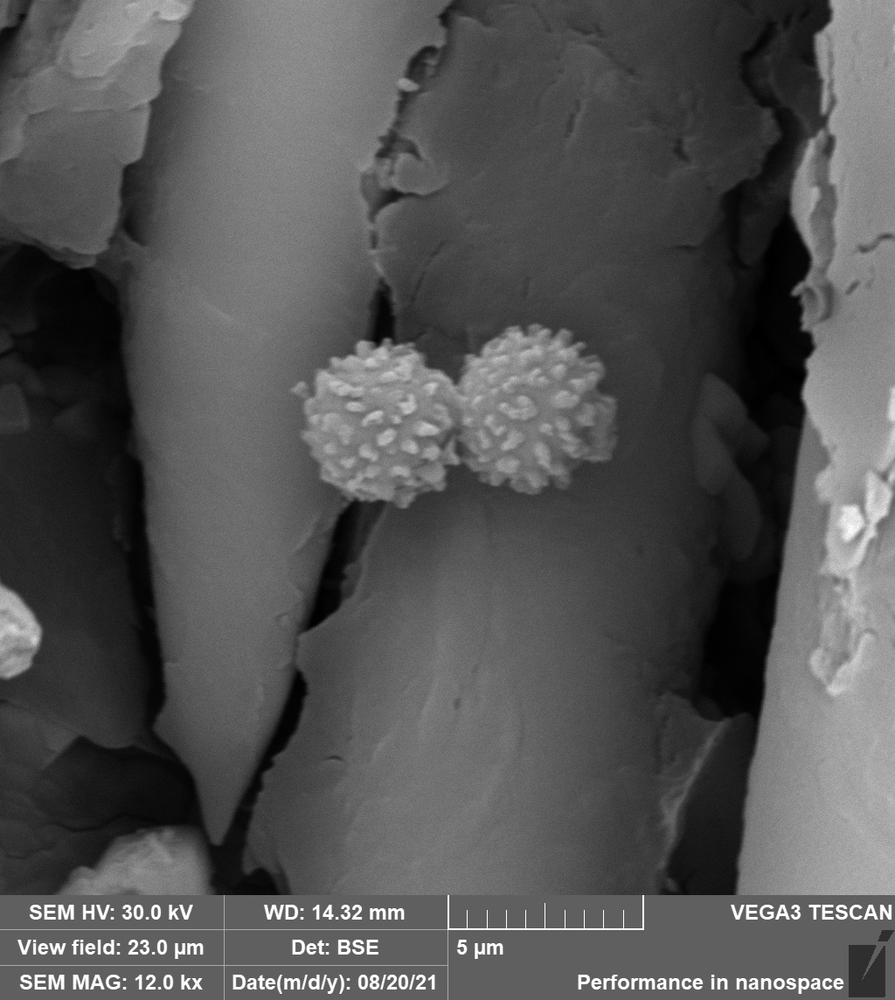 SEM HV: 30.0 kV
WD: 14.32 mm
VEGA3 TESCAN
View field: 23.0 µm
Det: BSE
5 µm
SEM MAG: 12.0 kx
Date(m/d/y): 08/20/21
Performance in nanospace